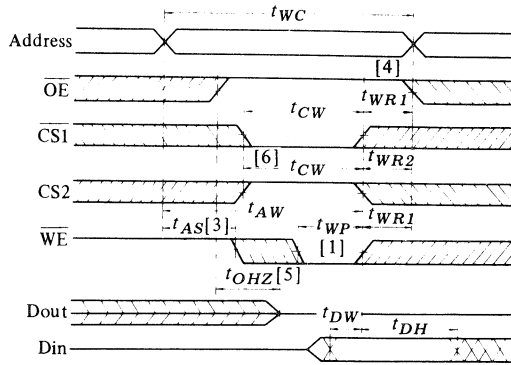 tWC
Address
[4]
OE
tCW tWR1
CS1
[6] tCW tWR2
CS2
tAW tWR1
tAS[3] tWP
WE [1]
tOHZ[5]
Dout
tDW tDH
Din